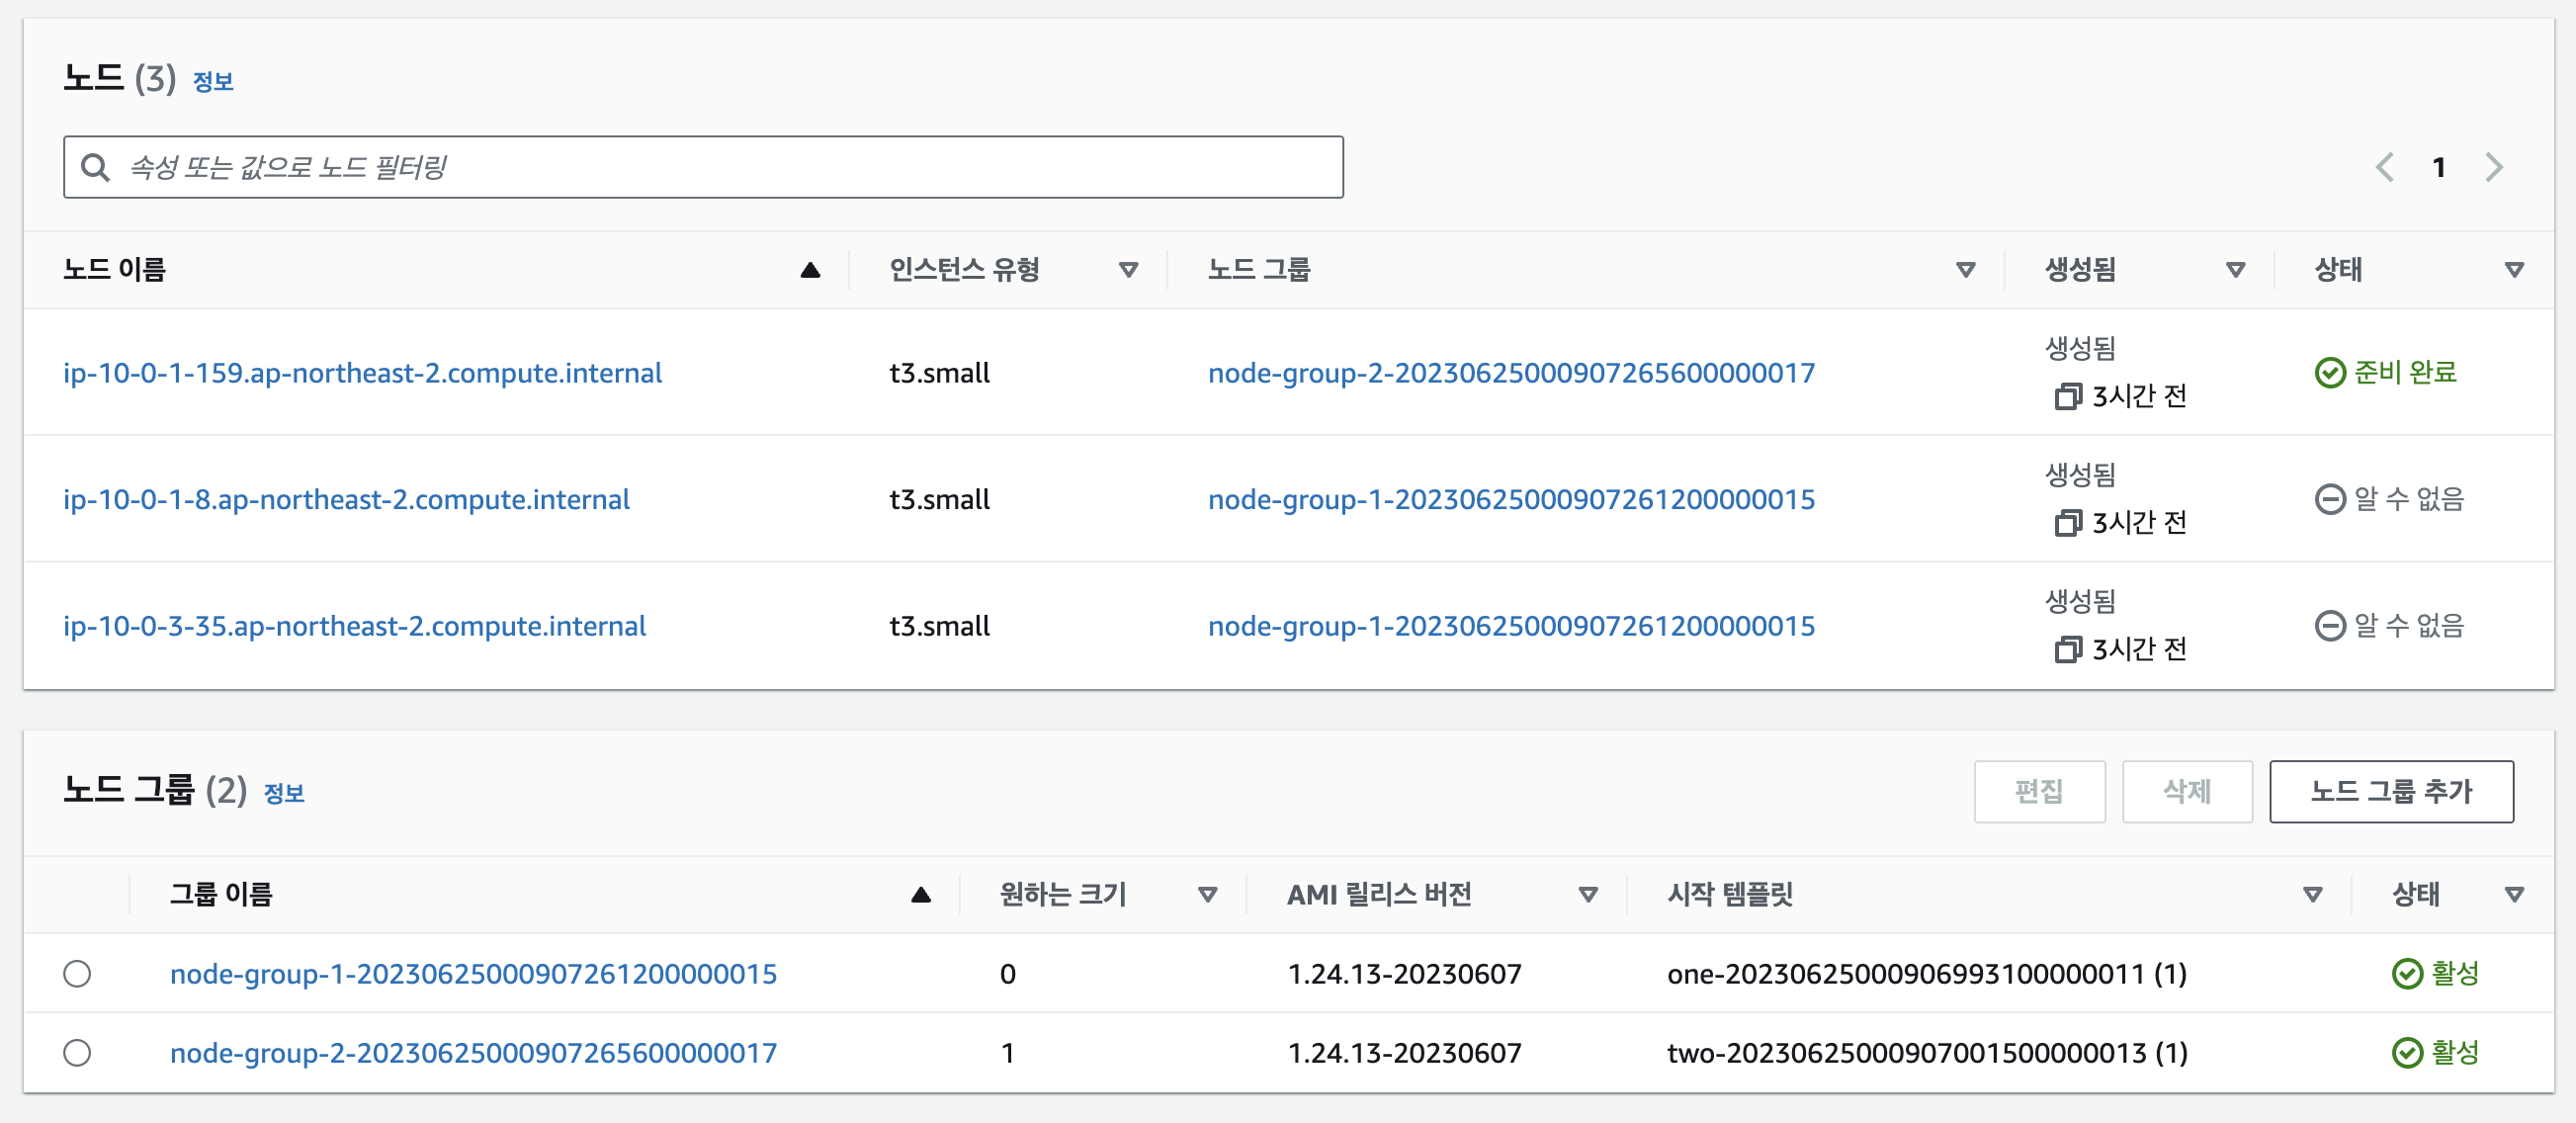 노드 (3) 정보
속성 또는 값으로 노드 필터링
1
노드 이름 인스턴스 유형 노드 그룹 생성됨 상태
ip-10-0-1-159.ap-northeast-2.compute.internal t3.small node-group-2-20230625000907265600000017 생성됨 3시간 전 준비 완료
ip-10-0-1-8.ap-northeast-2.compute.internal t3.small node-group-1-20230625000907261200000015 생성됨 3시간 전 알 수 없음
ip-10-0-3-35.ap-northeast-2.compute.internal t3.small node-group-1-20230625000907261200000015 생성됨 3시간 전 알 수 없음
노드 그룹 (2) 정보 편집 삭제 노드 그룹 추가
그룹 이름 원하는 크기 AMI 릴리스 버전 시작 템플릿 상태
node-group-1-20230625000907261200000015 0 1.24.13-20230607 one-20230625000906993100000011 (1) 활성
node-group-2-20230625000907265600000017 1 1.24.13-20230607 two-20230625000907001500000013 (1) 활성